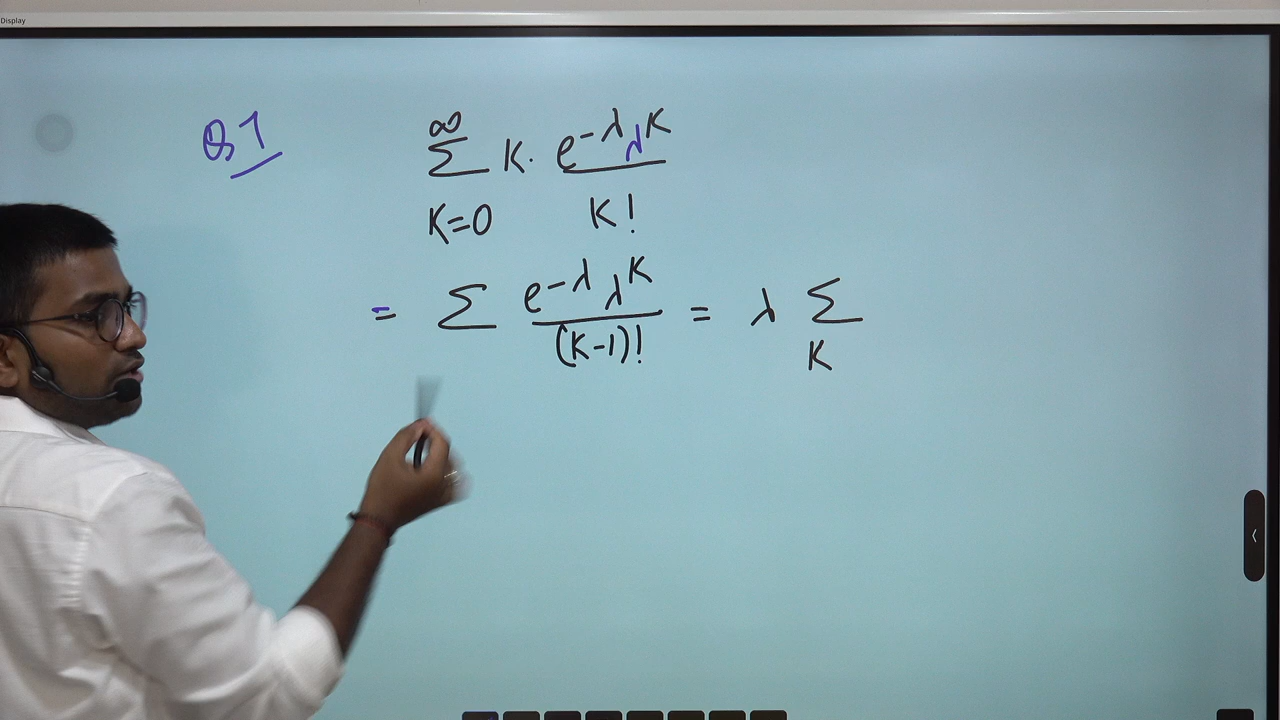 Display
Q1
∞
Σ K. e^-λ λ^K
K=0 K!
= Σ e^-λ λ^K / (K-1)! = λ Σ
K